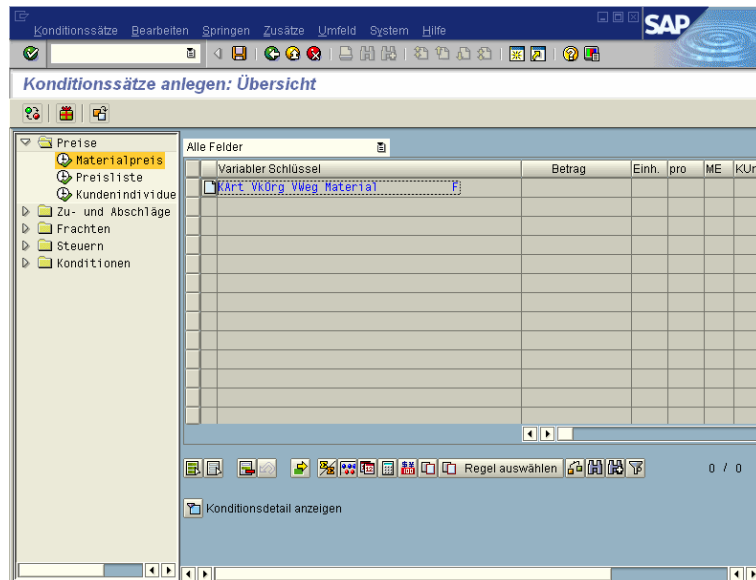 Konditionssätze Bearbeiten Springen Zusätze Umfeld System Hilfe
SAP
Konditionssätze anlegen: Übersicht
Preise
Materialpreis
Preisliste
Kundenindividue
Zu- und Abschläge
Frachten
Steuern
Konditionen
Alle Felder
Variabler Schlüssel Betrag Einh. pro ME KUr
KArt VkOrg VWeg Material F
Regel auswählen 0 / 0
Konditionsdetail anzeigen